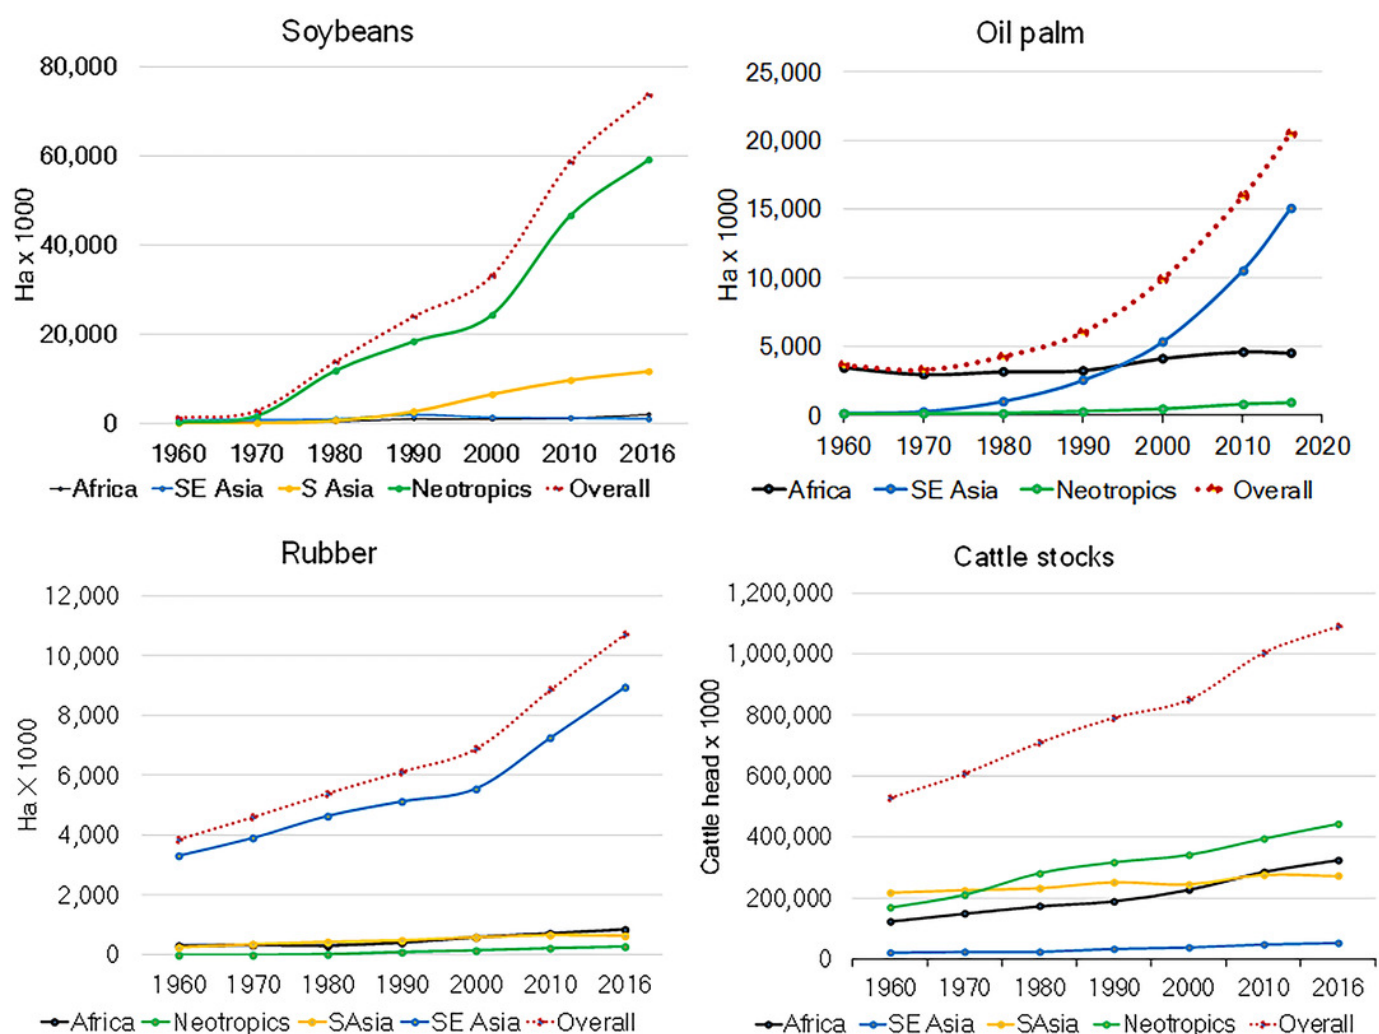 Soybeans
80,000
60,000
40,000
20,000
0
Ha x 1000
1960 1970 1980 1990 2000 2010 2016
Africa SE Asia S Asia Neotropics Overall
Oil palm
25,000
20,000
15,000
10,000
5,000
0
Ha x 1000
1960 1970 1980 1990 2000 2010 2020
Africa SE Asia Neotropics Overall
Rubber
12,000
10,000
8,000
6,000
4,000
2,000
0
Ha X 1000
1960 1970 1980 1990 2000 2010 2016
Africa Neotropics SAsia SE Asia Overall
Cattle stocks
1,200,000
1,000,000
800,000
600,000
400,000
200,000
0
Cattle head x 1000
1960 1970 1980 1990 2000 2010 2016
Africa SE Asia SAsia Neotropics Overall